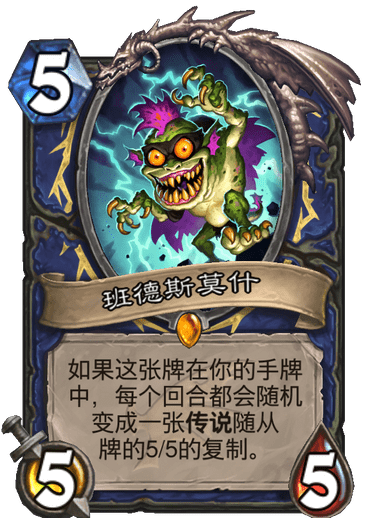 5
班德斯莫什
如果这张牌在你的手牌
中，每个回合都会随机
变成一张传说随从
牌的5/5的复制。
5
5